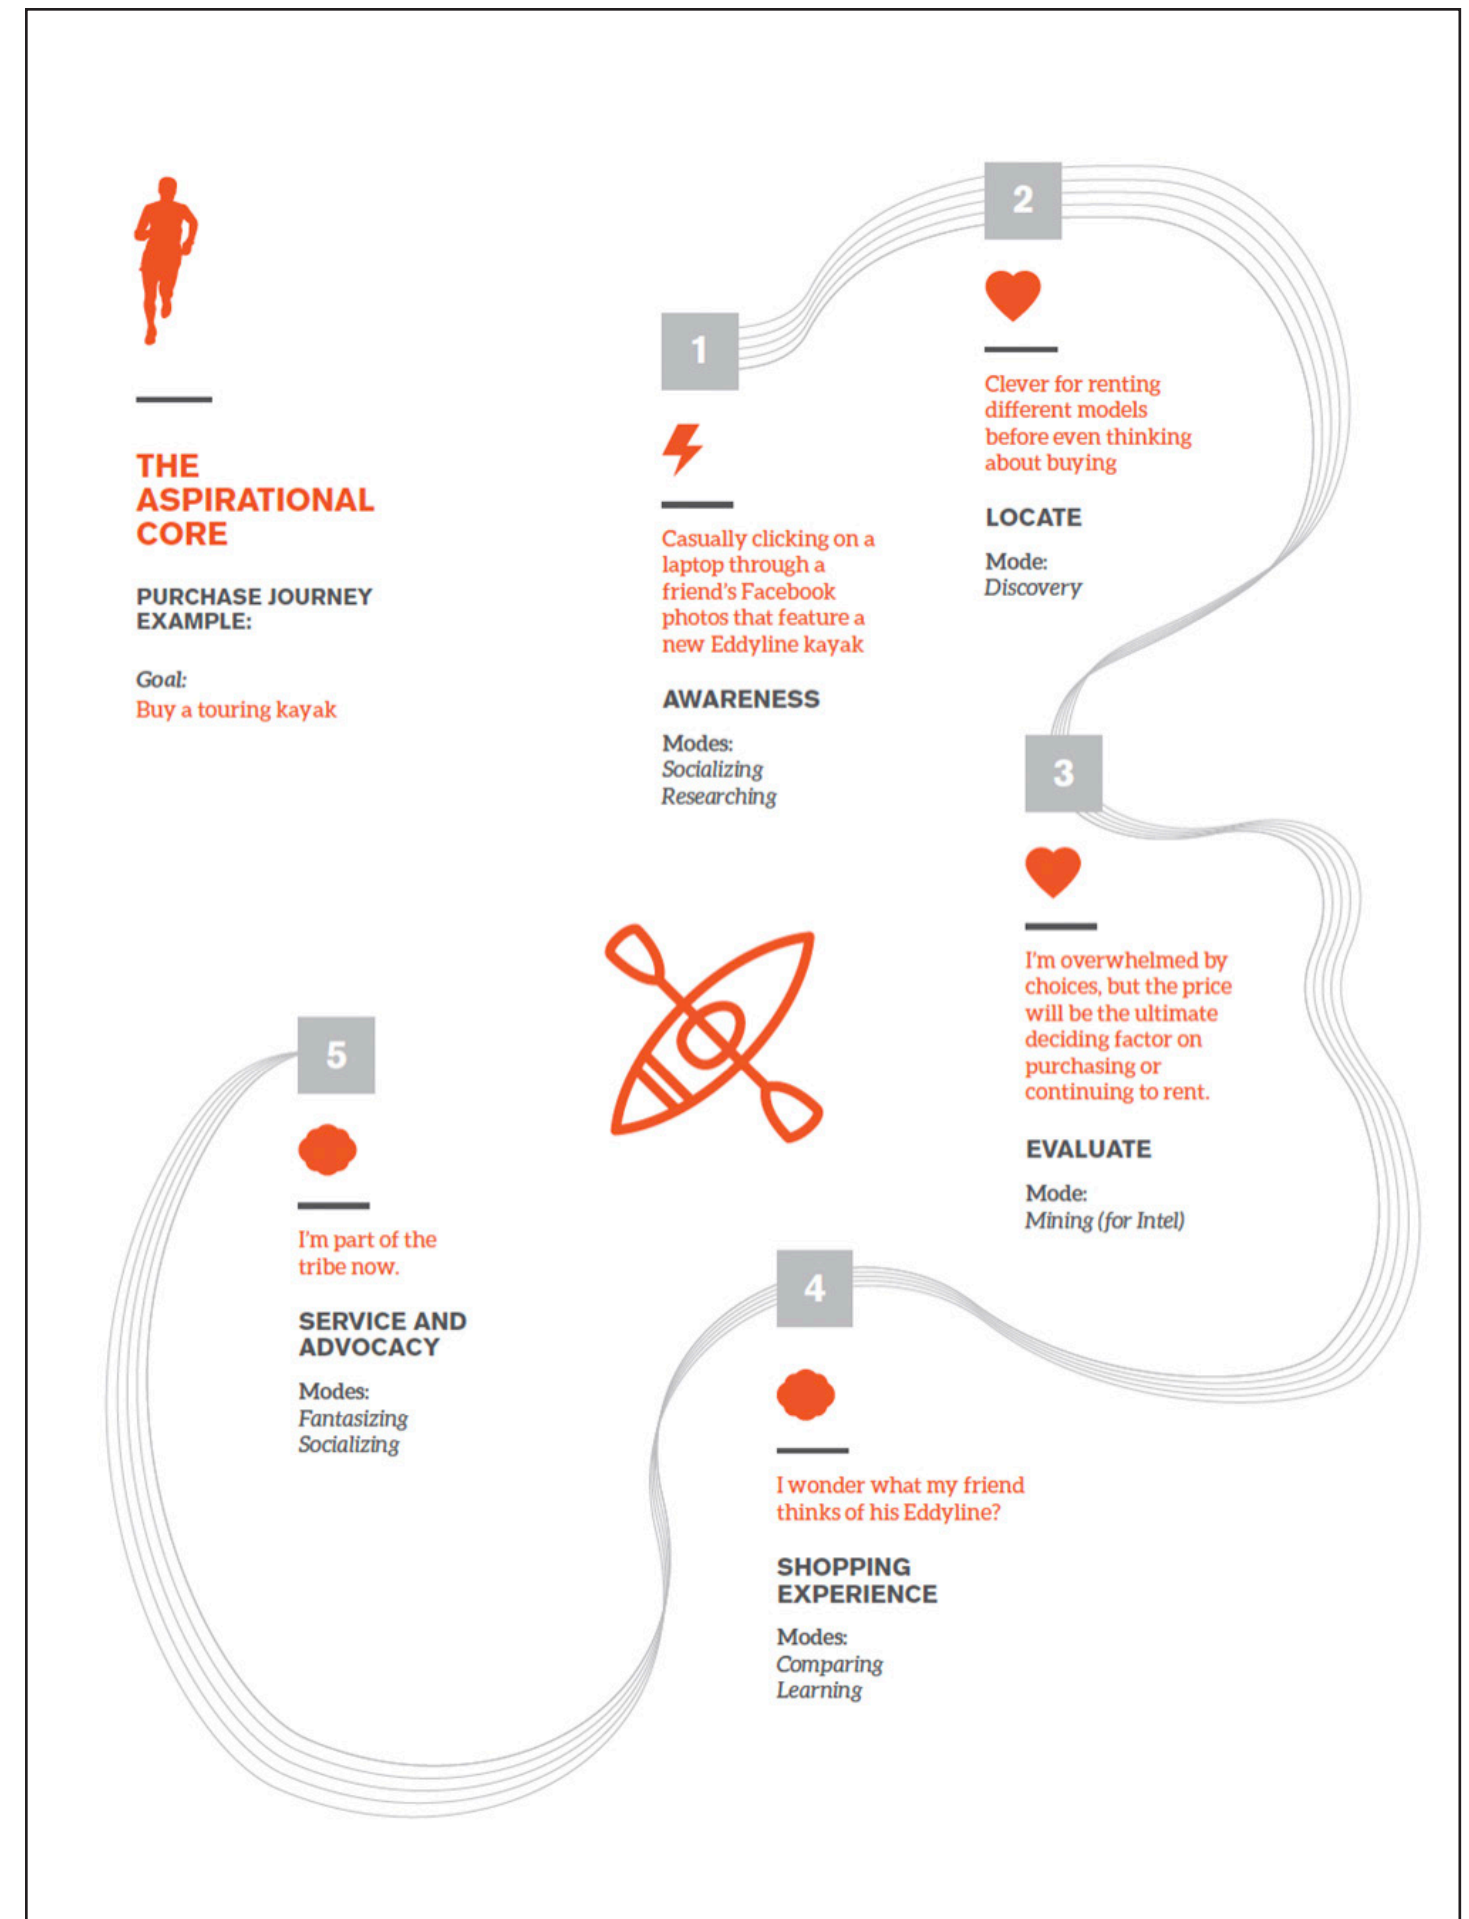 THE
ASPIRATIONAL
CORE
PURCHASE JOURNEY
EXAMPLE:
Goal:
Buy a touring kayak
1
Casually clicking on a
laptop through a
friend's Facebook
photos that feature a
new Eddyline kayak
AWARENESS
Modes:
Socializing
Researching
2
Clever for renting
different models
before even thinking
about buying
LOCATE
Mode:
Discovery
3
I'm overwhelmed by
choices, but the price
will be the ultimate
deciding factor on
purchasing or
continuing to rent.
EVALUATE
Mode:
Mining (for Intel)
4
I wonder what my friend
thinks of his Eddyline?
SHOPPING
EXPERIENCE
Modes:
Comparing
Learning
5
I'm part of the
tribe now.
SERVICE AND
ADVOCACY
Modes:
Fantasizing
Socializing